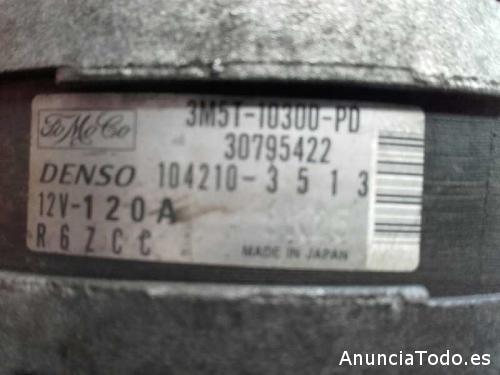 FoMoCo
3M5T-10300-PD
30795422
DENSO 104210-3513
12V-120A
R6ZCC
MADE IN JAPAN
AnunciaTodo.es